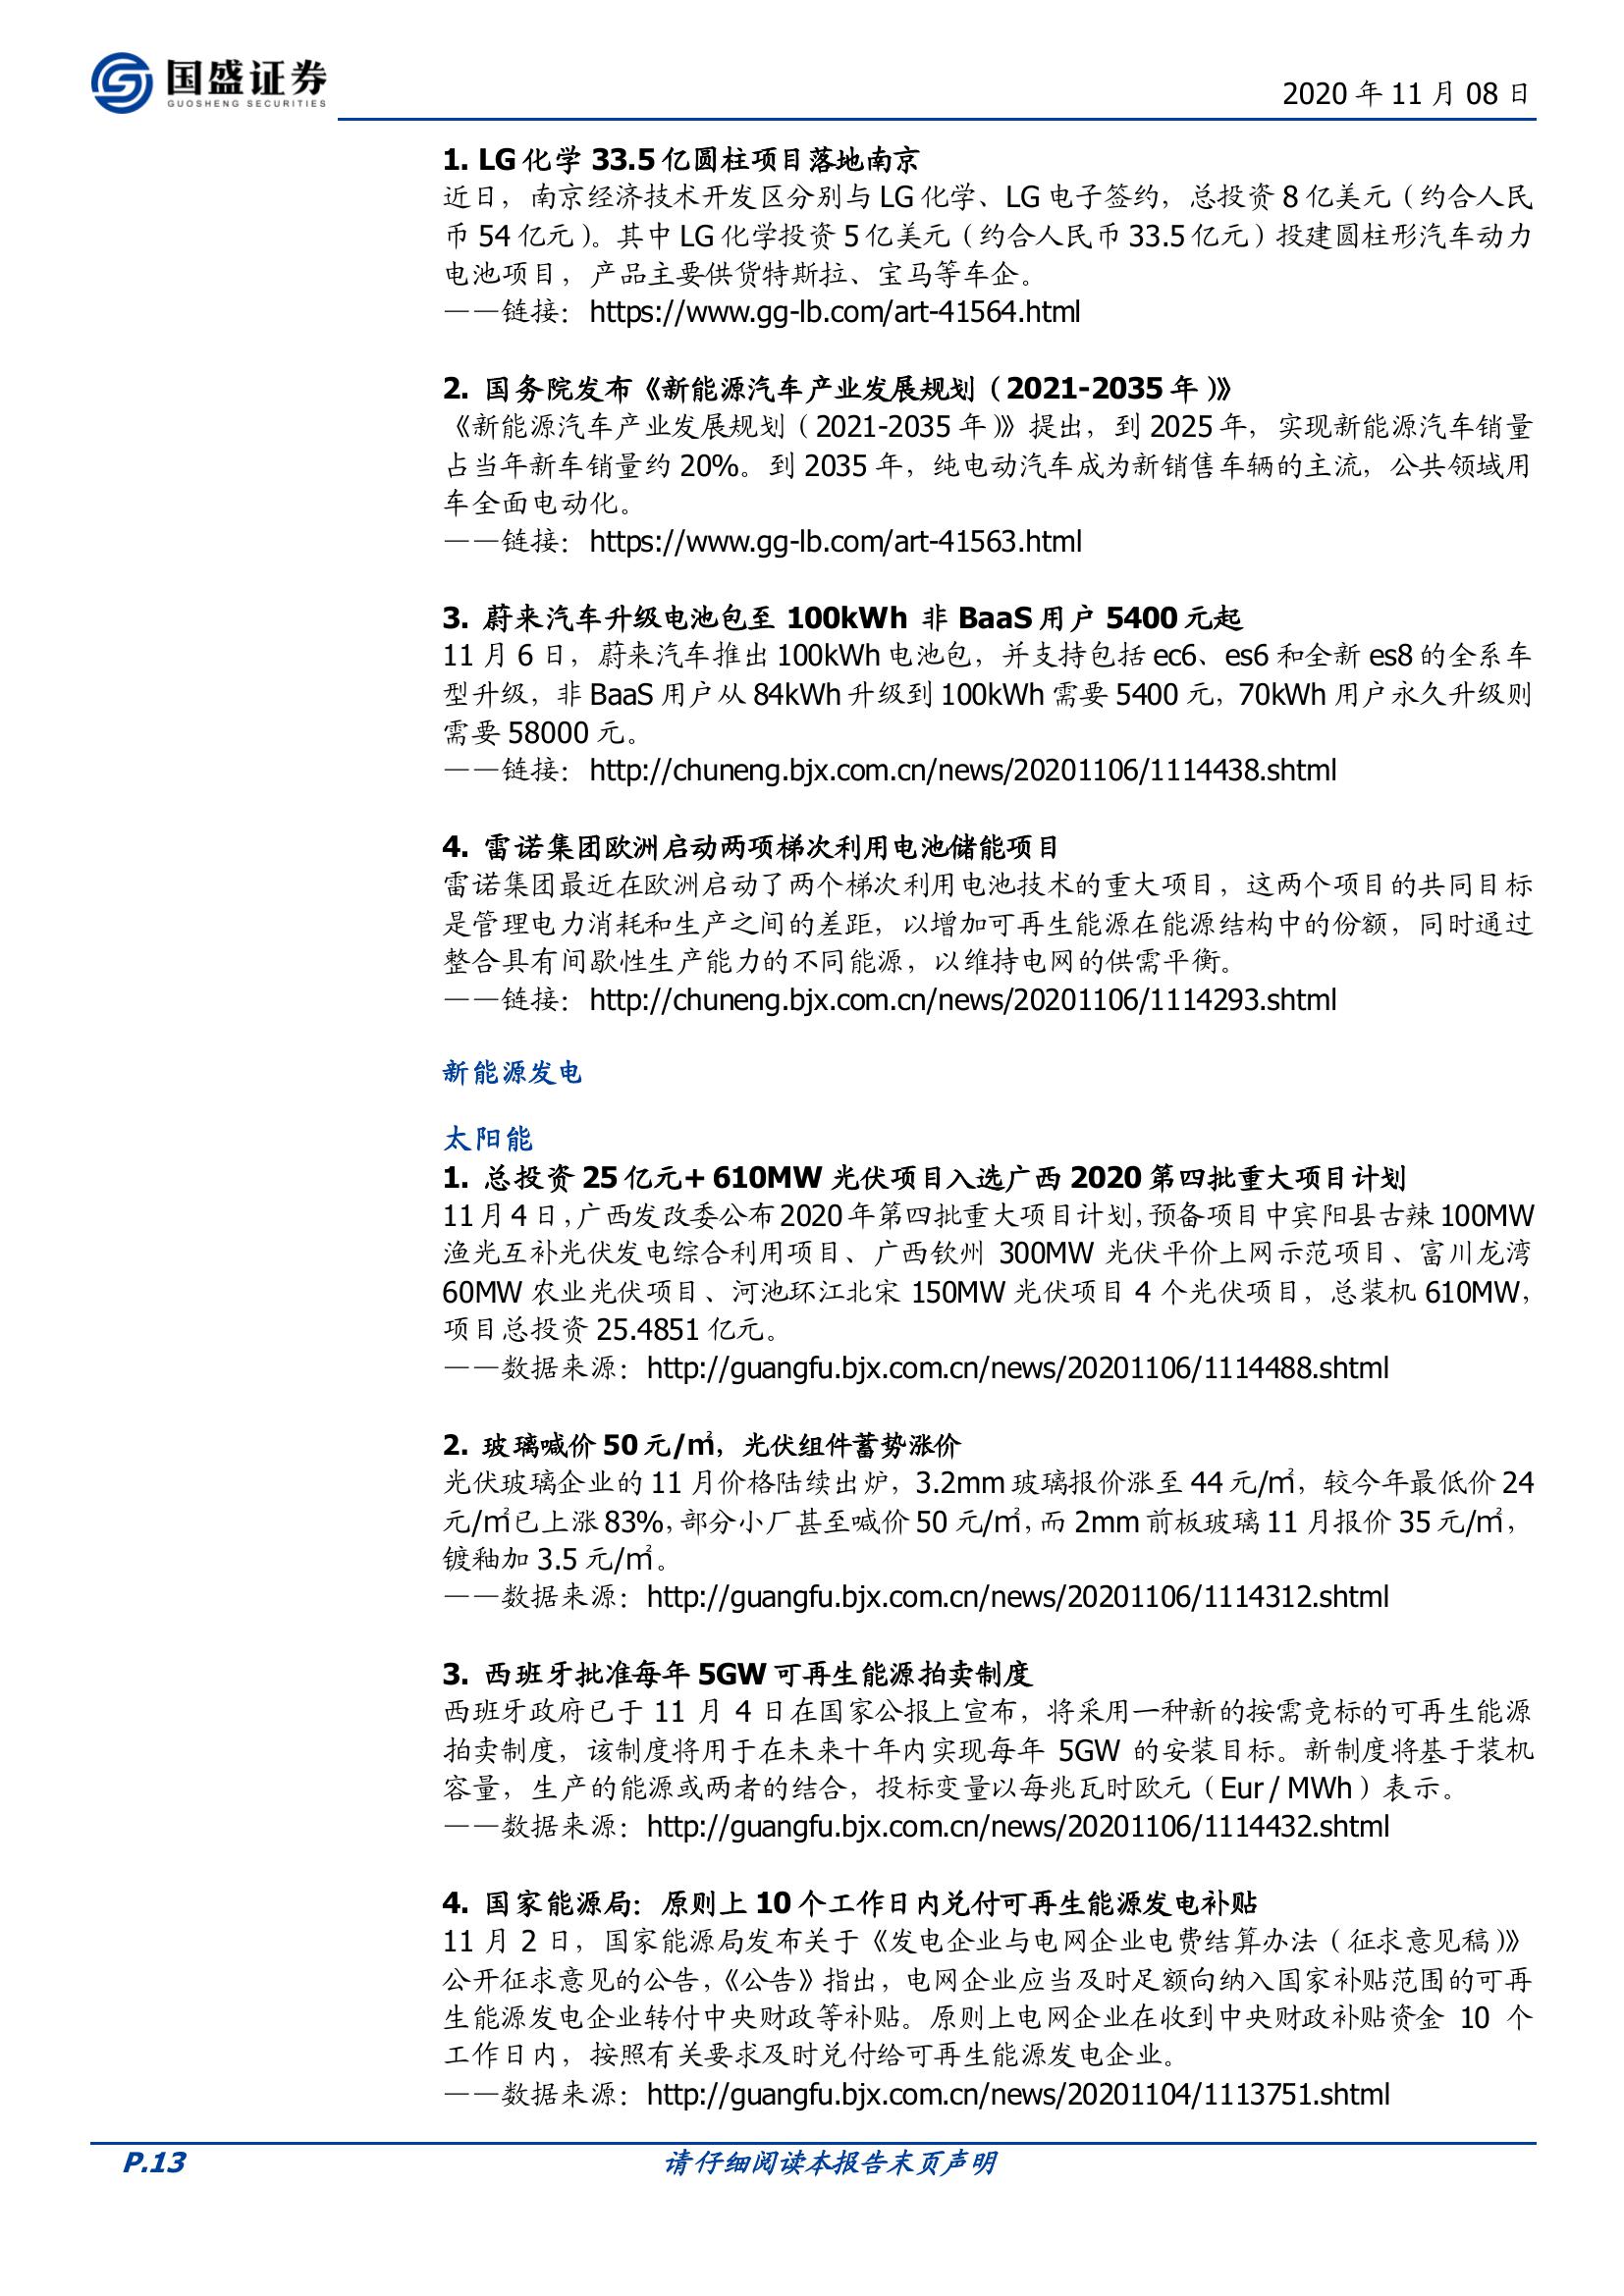 国盛证券
GUOSHENG SECURITIES
2020 年 11 月 08 日
1. LG 化学 33.5 亿圆柱项目落地南京
近日，南京经济技术开发区分别与 LG 化学、LG 电子签约，总投资 8 亿美元（约合人民
币 54 亿元）。其中 LG 化学投资 5 亿美元（约合人民币 33.5 亿元）投建圆柱形汽车动力
电池项目，产品主要供货特斯拉、宝马等车企。
——链接：https://www.gg-lb.com/art-41564.html
2. 国务院发布《新能源汽车产业发展规划（2021-2035 年）》
《新能源汽车产业发展规划（2021-2035 年）》提出，到 2025 年，实现新能源汽车销量
占当年新车销量约 20%。到 2035 年，纯电动汽车成为新销售车辆的主流，公共领域用
车全面电动化。
——链接：https://www.gg-lb.com/art-41563.html
3. 蔚来汽车升级电池包至 100kWh 非 BaaS 用户 5400 元起
11 月 6 日，蔚来汽车推出 100kWh 电池包，并支持包括 ec6、es6 和全新 es8 的全系车
型升级，非 BaaS 用户从 84kWh 升级到 100kWh 需要 5400 元，70kWh 用户永久升级则
需要 58000 元。
——链接：http://chuneng.bjx.com.cn/news/20201106/1114438.shtml
4. 雷诺集团欧洲启动两项梯次利用电池储能项目
雷诺集团最近在欧洲启动了两个梯次利用电池技术的重大项目，这两个项目的共同目标
是管理电力消耗和生产之间的差距，以增加可再生能源在能源结构中的份额，同时通过
整合具有间歇性生产能力的不同能源，以维持电网的供需平衡。
——链接：http://chuneng.bjx.com.cn/news/20201106/1114293.shtml
新能源发电
太阳能
1. 总投资 25 亿元+ 610MW 光伏项目入选广西 2020 第四批重大项目计划
11 月 4 日，广西发改委公布 2020 年第四批重大项目计划，预备项目中宾阳县古辣 100MW
渔光互补光伏发电综合利用项目、广西钦州 300MW 光伏平价上网示范项目、富川龙湾
60MW 农业光伏项目、河池环江北宋 150MW 光伏项目 4 个光伏项目，总装机 610MW，
项目总投资 25.4851 亿元。
——数据来源：http://guangfu.bjx.com.cn/news/20201106/1114488.shtml
2. 玻璃喊价 50 元/㎡，光伏组件蓄势涨价
光伏玻璃企业的 11 月价格陆续出炉，3.2mm 玻璃报价涨至 44 元/㎡，较今年最低价 24
元/㎡已上涨 83%，部分小厂甚至喊价 50 元/㎡，而 2mm 前板玻璃 11 月报价 35 元/㎡，
镀釉加 3.5 元/㎡。
——数据来源：http://guangfu.bjx.com.cn/news/20201106/1114312.shtml
3. 西班牙批准每年 5GW 可再生能源拍卖制度
西班牙政府已于 11 月 4 日在国家公报上宣布，将采用一种新的按需竞标的可再生能源
拍卖制度，该制度将用于在未来十年内实现每年 5GW 的安装目标。新制度将基于装机
容量，生产的能源或两者的结合，投标变量以每兆瓦时欧元（Eur / MWh）表示。
——数据来源：http://guangfu.bjx.com.cn/news/20201106/1114432.shtml
4. 国家能源局：原则上 10 个工作日内兑付可再生能源发电补贴
11 月 2 日，国家能源局发布关于《发电企业与电网企业电费结算办法（征求意见稿）》
公开征求意见的公告，《公告》指出，电网企业应当及时足额向纳入国家补贴范围的可再
生能源发电企业转付中央财政等补贴。原则上电网企业在收到中央财政补贴资金 10 个
工作日内，按照有关要求及时兑付给可再生能源发电企业。
——数据来源：http://guangfu.bjx.com.cn/news/20201104/1113751.shtml
P.13
请仔细阅读本报告末页声明